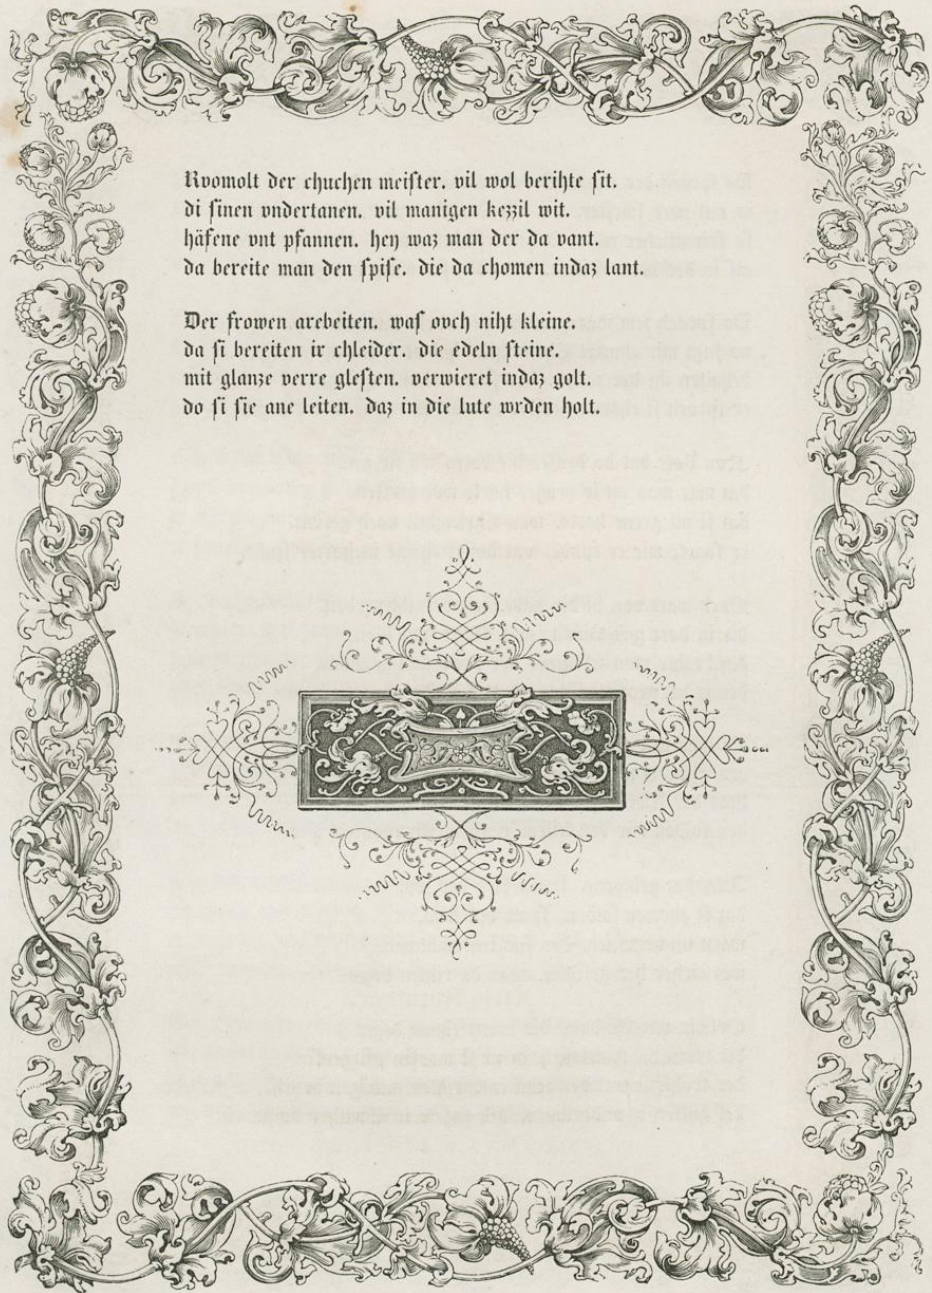 Rvomolt der chuchen meiſter. vil wol berihte ſit.
di ſinen vndertanen. vil manigen kezzil wit.
häfene vnt pfannen. hey waz man der da vant.
da bereite man den ſpiſe. die da chomen indaz lant.

Der frowen arebeiten. waſ ovch niht kleine.
da ſi bereiten ir chleider. die edeln ſteine.
mit glanze verre gleſten. verwieret indaz golt.
do ſi ſie ane leiten. daz in die lute wrden holt.